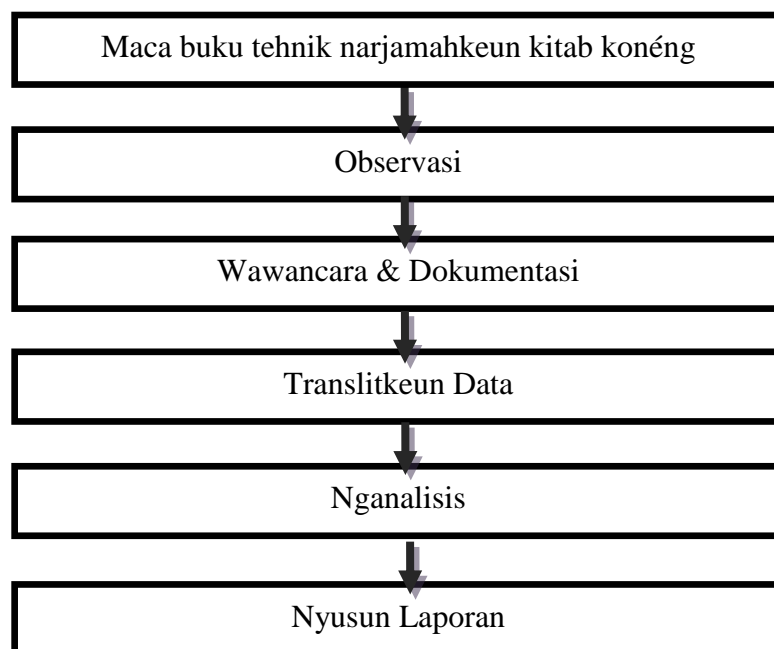 Maca buku tehnik narjamahkeun kitab konéng
Observasi
Wawancara & Dokumentasi
Translitkeun Data
Nganalisis
Nyusun Laporan